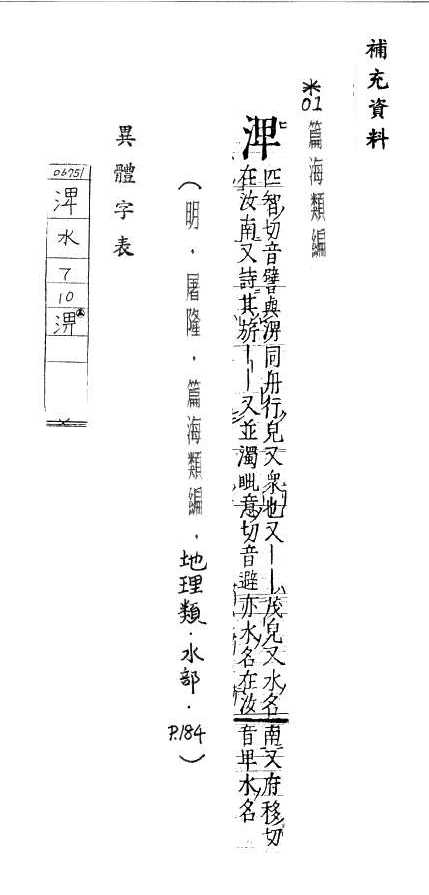 補充資料
*01 篇海類編
渒
匹智切音譬與淠同舟行皃又衆也又丨丨茂皃又水名
在汝南又詩其旂丨丨又並濁毗意切音避亦水名在汝
南又府移切
音卑水名
(明．屠隆．篇海類編．地理類．水部．P.184)
異體字表
06751
渒
水
7
10
淠